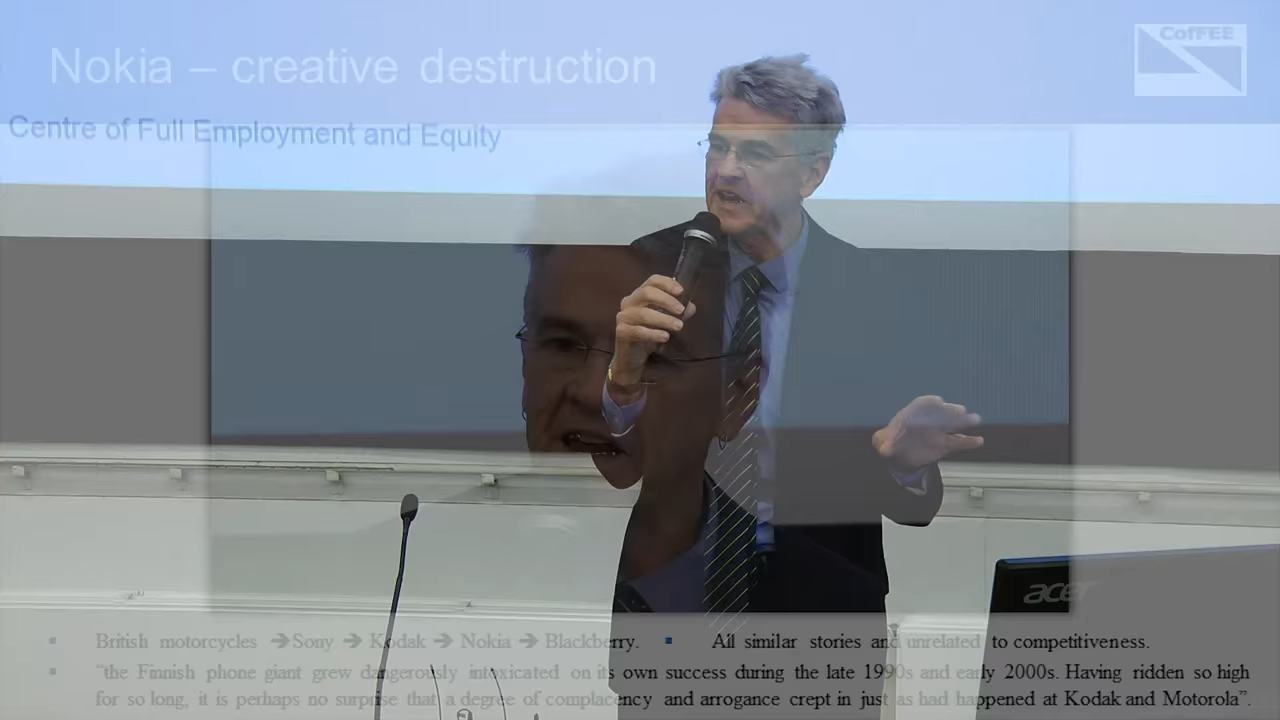 CofFEE
Nokia – creative destruction
Centre of Full Employment and Equity
acer
British motorcycles ➔Sony ➔ Kodak ➔ Nokia ➔ Blackberry. ▪ All similar stories and unrelated to competitiveness.
"the Finnish phone giant grew dangerously intoxicated on its own success during the late 1990s and early 2000s. Having ridden so high
for so long, it is perhaps no surprise that a degree of complacency and arrogance crept in just as had happened at Kodak and Motorola".